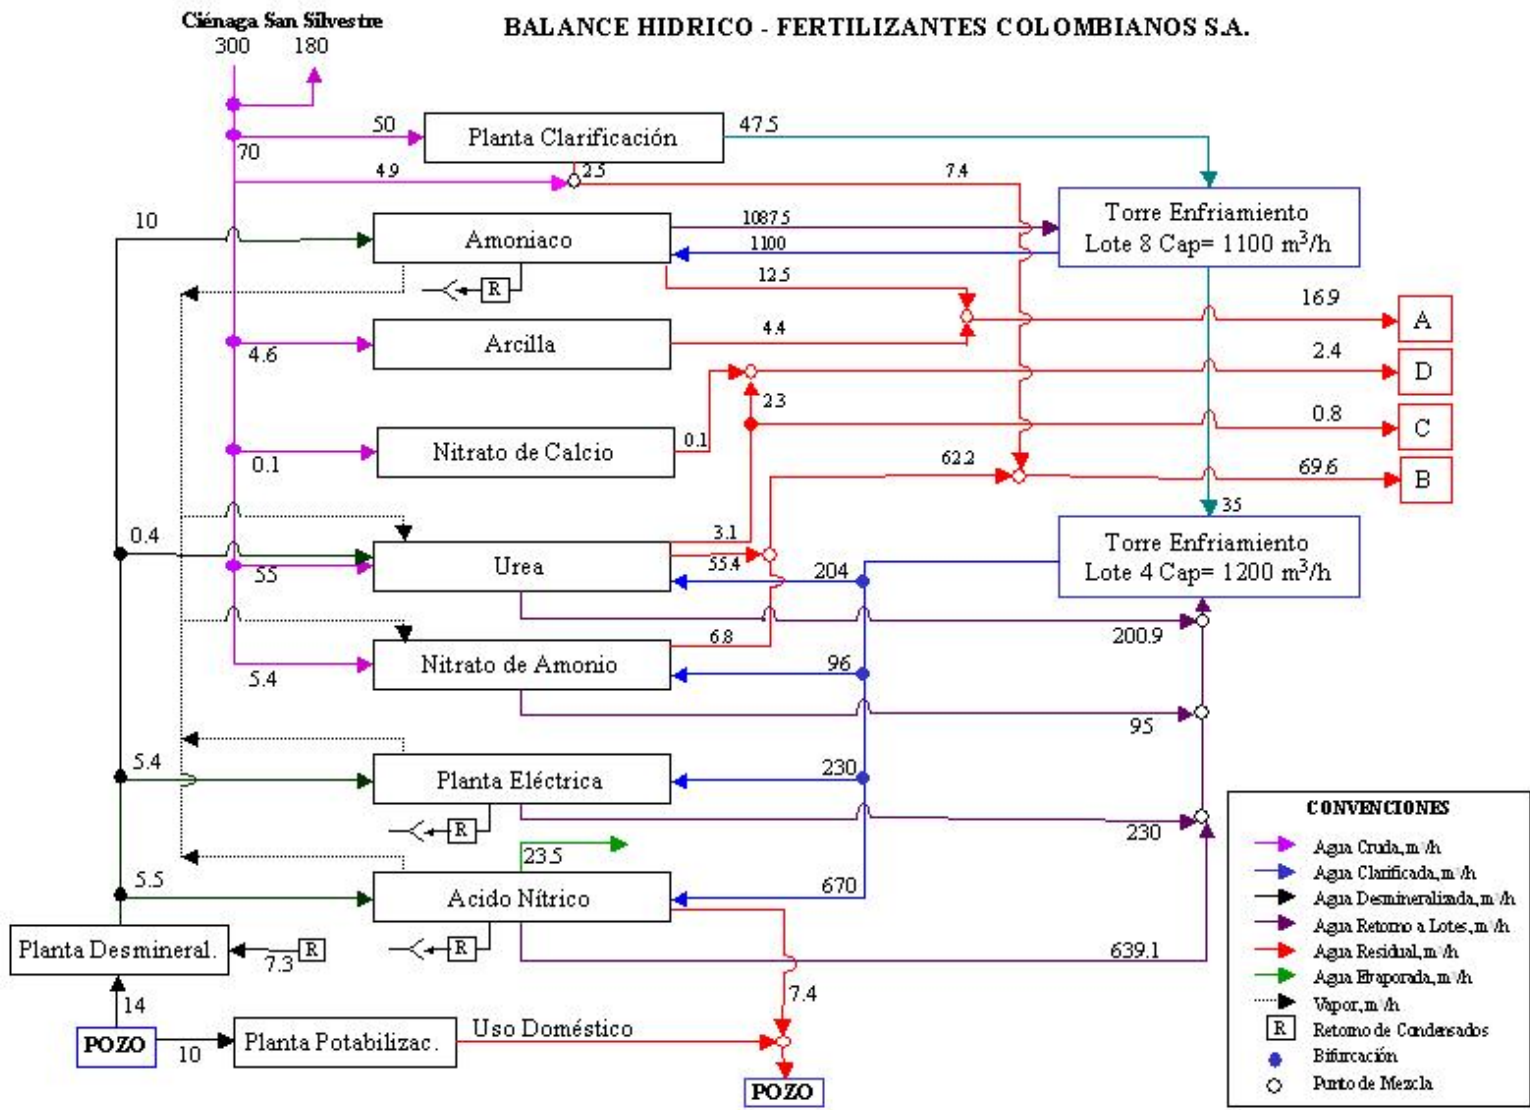 Ciénaga San Silvestre
BALANCE HIDRICO - FERTILIZANTES COLOMBIANOS S.A.
300
180
50
Planta Clarificación
47.5
70
4.9
2.5
7.4
10
Amoniaco
1087.5
1100
Torre Enfriamiento
Lote 8 Cap= 1100 m³/h
R
12.5
16.9
A
4.6
Arcilla
4.4
2.4
D
2.3
0.8
C
0.1
Nitrato de Calcio
0.1
62.2
69.6
B
35
0.4
55
Urea
3.1
55.4
204
Torre Enfriamiento
Lote 4 Cap= 1200 m³/h
200.9
5.4
Nitrato de Amonio
6.8
96
95
5.4
Planta Eléctrica
230
R
230
23.5
5.5
Acido Nítrico
670
R
639.1
Planta Desmineral.
7.3
R
14
7.4
POZO
10
Planta Potabilizac.
Uso Doméstico
POZO
CONVENCIONES
Agua Cruda, m³/h
Agua Clarificada, m³/h
Agua Desmineralizada, m³/h
Agua Retorno a Lotes, m³/h
Agua Residual, m³/h
Agua Evaporada, m³/h
Vapor, m³/h
R
Retorno de Condensados
Bifurcación
Punto de Mezcla